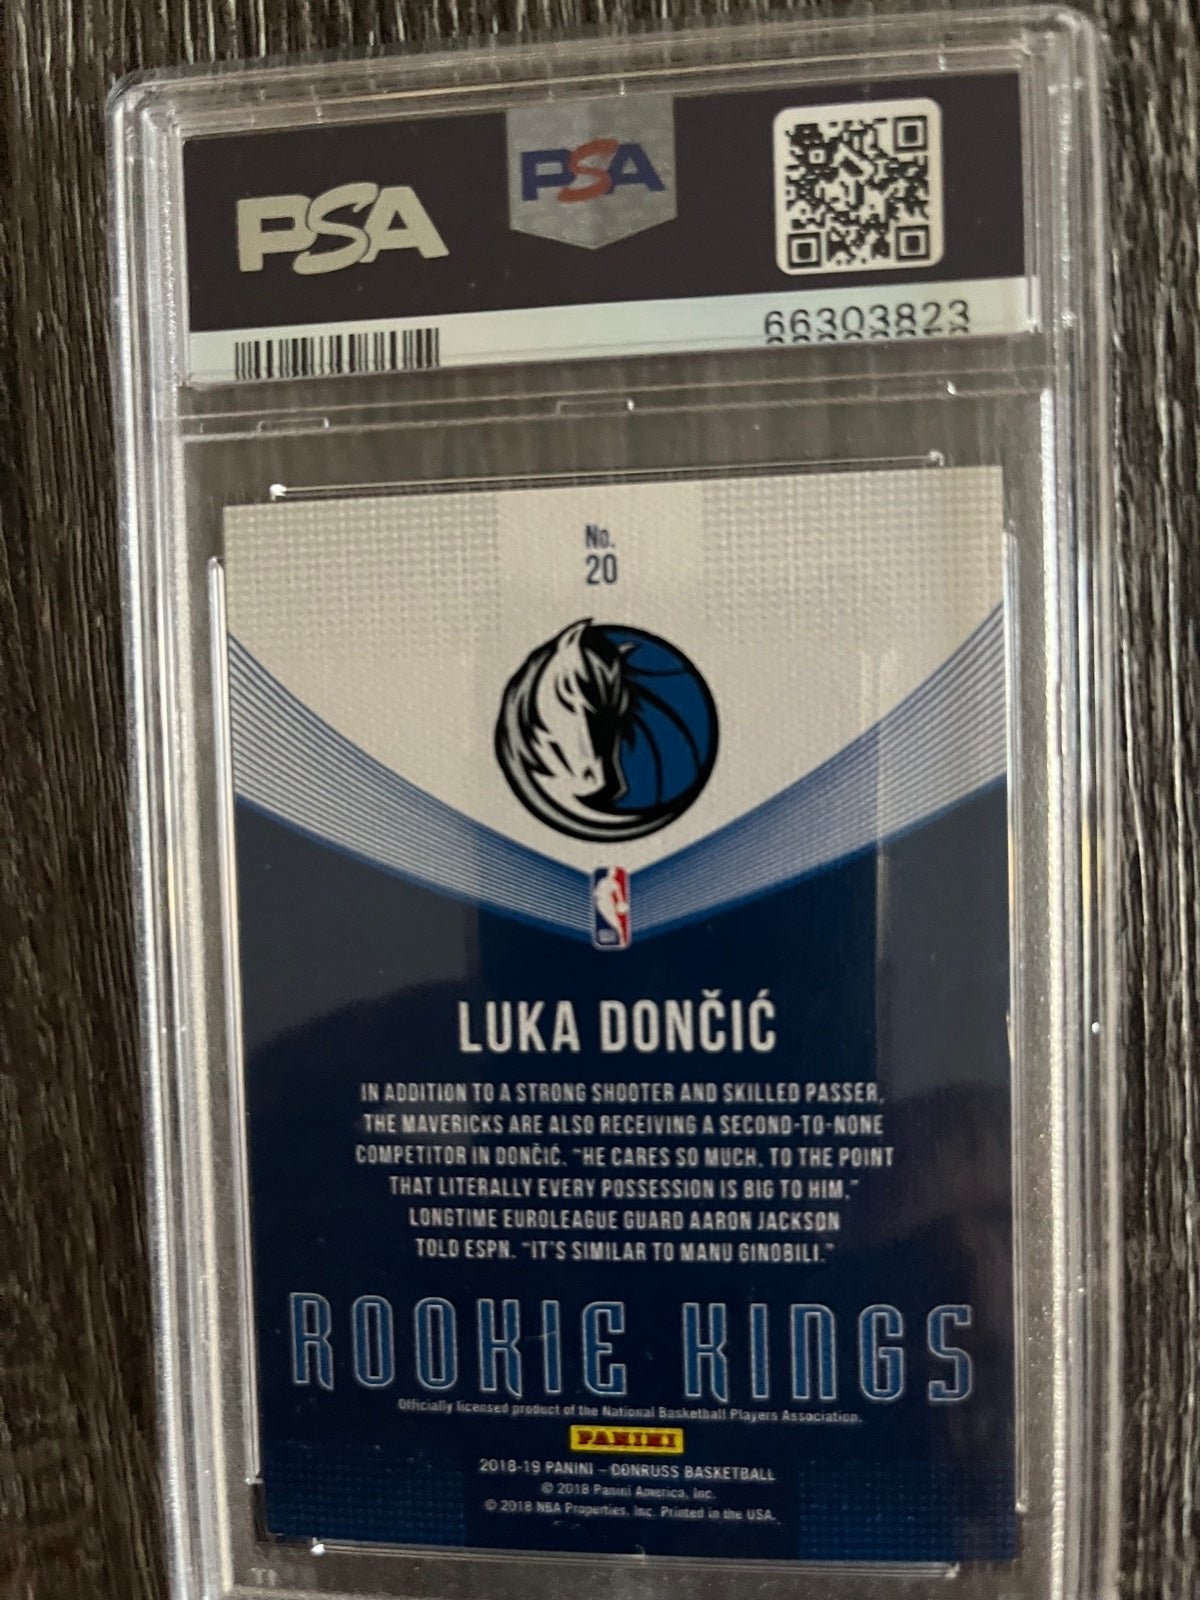 PSA
PSA
66303823
No.
20
LUKA DONČIĆ
IN ADDITION TO A STRONG SHOOTER AND SKILLED PASSER,
THE MAVERICKS ARE ALSO RECEIVING A SECOND-TO-NONE
COMPETITOR IN DONČIĆ. "HE CARES SO MUCH, TO THE POINT
THAT LITERALLY EVERY POSSESSION IS BIG TO HIM,"
LONGTIME EUROLEAGUE GUARD AARON JACKSON
TOLD ESPN. "IT'S SIMILAR TO MANU GINOBILI."
ROOKIE KINGS
Officially licensed product of the National Basketball Players Association.
PANINI
2018-19 PANINI – DONRUSS BASKETBALL
© 2018 Panini America, Inc.
© 2018 NBA Properties, Inc. Printed in the USA.